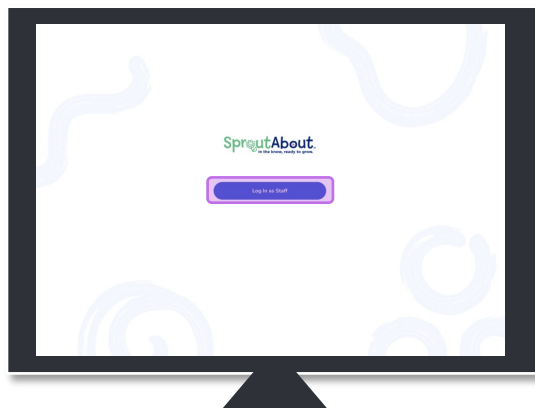 SproutAbout.
in the know, ready to grow.
Log In as Staff